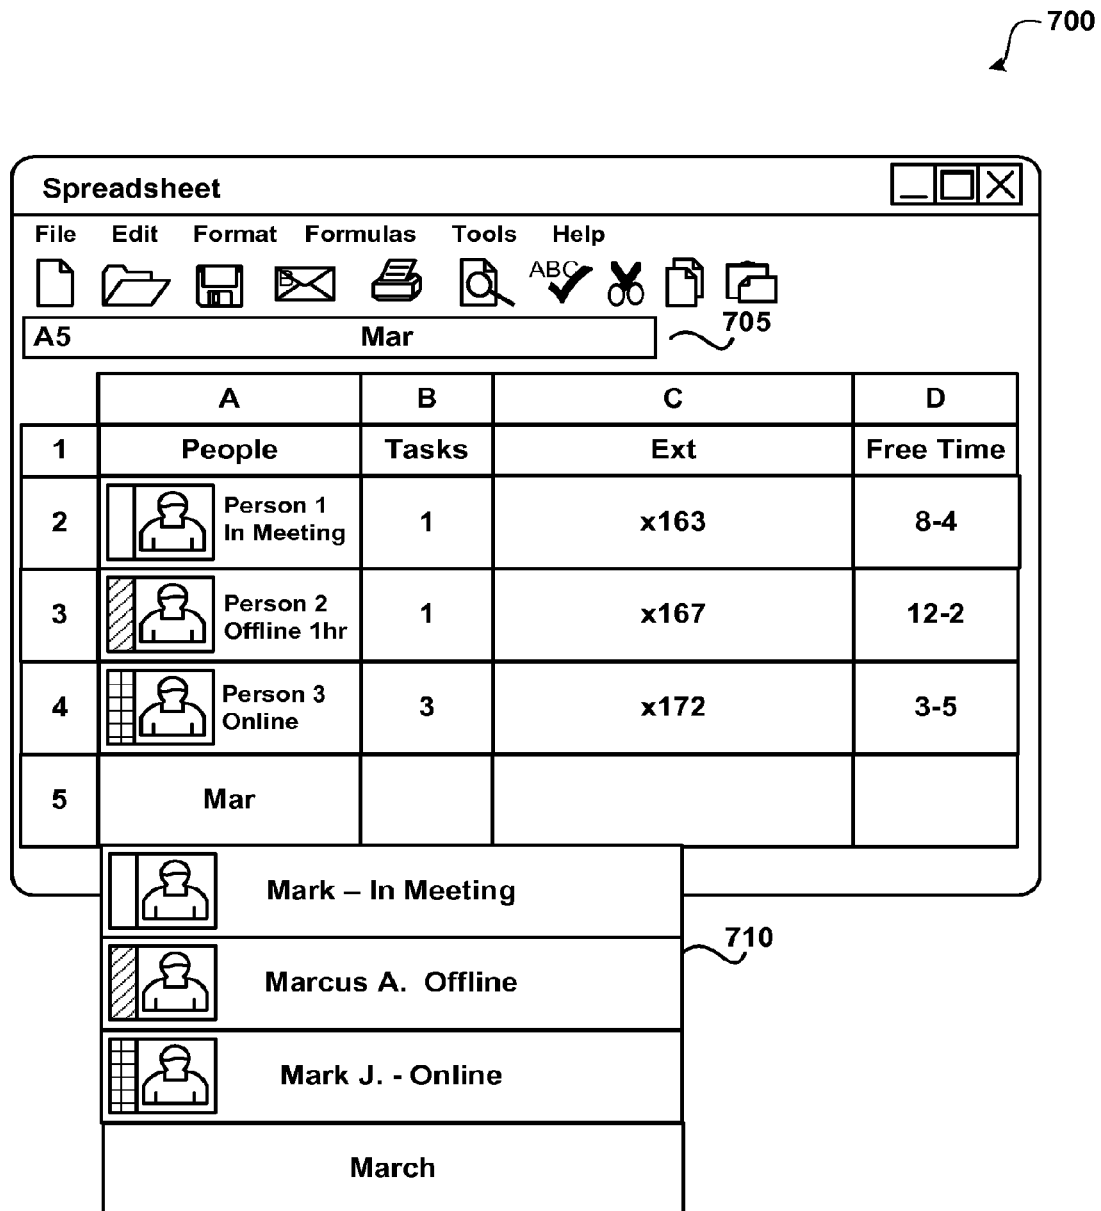 700
Spreadsheet
File Edit Format Formulas Tools Help
B
ABC
A5 Mar
705
A B C D
1 People Tasks Ext Free Time
2 Person 1 In Meeting 1 x163 8-4
3 Person 2 Offline 1hr 1 x167 12-2
4 Person 3 Online 3 x172 3-5
5 Mar
Mark – In Meeting
710
Marcus A. Offline
Mark J. - Online
March